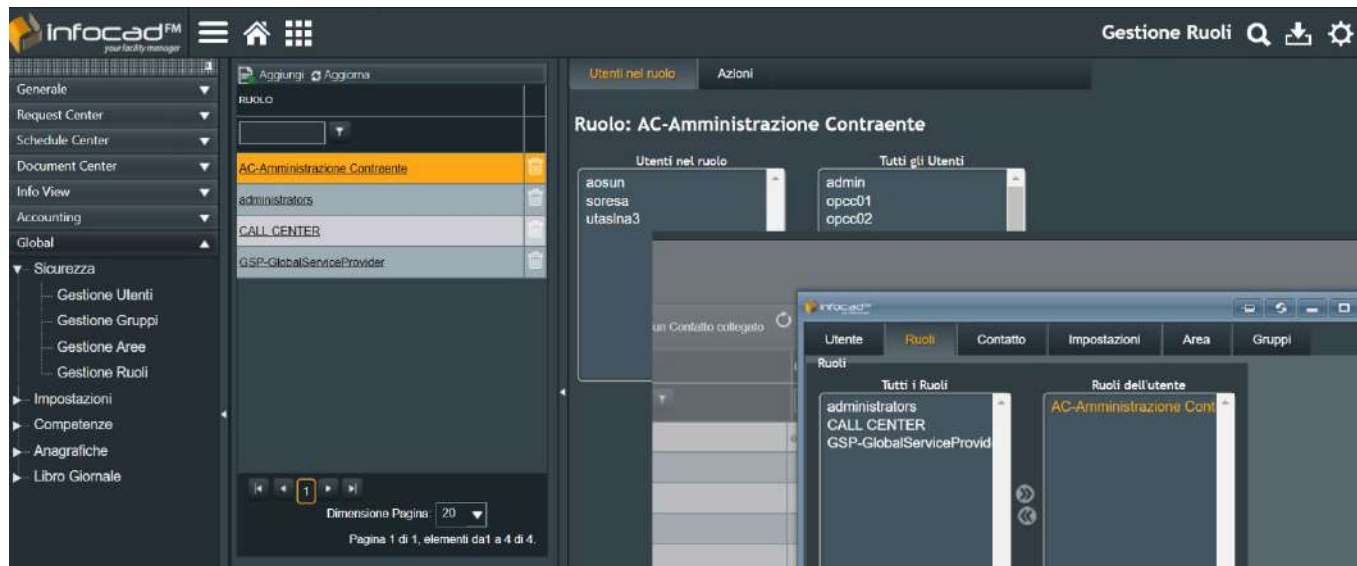 infocad FM
your facility manager
Gestione Ruoli
Generale
Request Center
Schedule Center
Document Center
Info View
Accounting
Global
Sicurezza
Gestione Utenti
Gestione Gruppi
Gestione Aree
Gestione Ruoli
Impostazioni
Competenze
Anagrafiche
Libro Giornale
Aggiungi Aggiorna
RUOLO
AC-Amministrazione Contraente
administrators
CALL CENTER
GSP-GlobalServiceProvider
1
Dimensione Pagina: 20
Pagina 1 di 1, elementi da1 a 4 di 4.
Utenti nel ruolo Azioni
Ruolo: AC-Amministrazione Contraente
Utenti nel ruolo Tutti gli Utenti
aosun
soresa
utaslna3
admin
opcc01
opcc02
un Contatto collegato
infocad
Utente Ruoli Contatto Impostazioni Area Gruppi
Ruoli
Tutti i Ruoli Ruoli dell'utente
administrators
CALL CENTER
GSP-GlobalServiceProvid
AC-Amministrazione Cont